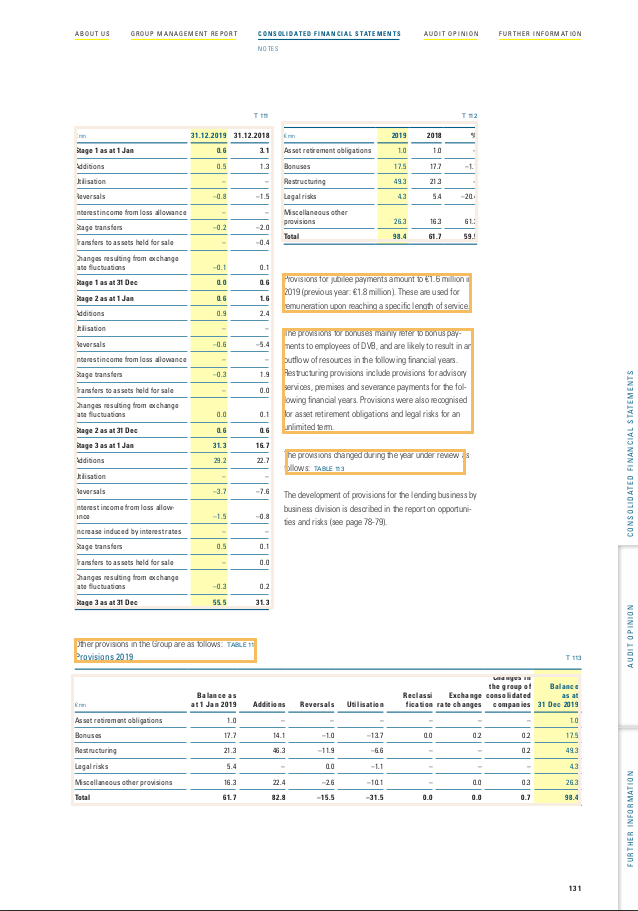 ABOUT US GROUP MANAGEMENT REPORT CONSOLIDATED FINANCIAL STATEMENTS AUDIT OPINION FURTHER INFORMATION
NOTES
T 111
€ mn 31.12.2019 31.12.2018
Stage 1 as at 1 Jan 0.6 3.1
Additions 0.5 1.3
Utilisation – –
Reversals –0.8 –1.5
Interest income from loss allowance – –
Stage transfers –0.2 –2.0
Transfers to assets held for sale – –0.4
Changes resulting from exchange
rate fluctuations –0.1 0.1
Stage 1 as at 31 Dec 0.0 0.6
Stage 2 as at 1 Jan 0.6 1.6
Additions 0.9 2.4
Utilisation – –
Reversals –0.6 –5.4
Interest income from loss allowance – –
Stage transfers –0.3 1.9
Transfers to assets held for sale – 0.0
Changes resulting from exchange
rate fluctuations 0.0 0.1
Stage 2 as at 31 Dec 0.6 0.6
Stage 3 as at 1 Jan 31.3 16.7
Additions 29.2 22.7
Utilisation – –
Reversals –3.7 –7.6
Interest income from loss allow-
ance –1.5 –0.8
Increase induced by interest rates – –
Stage transfers 0.5 0.1
Transfers to assets held for sale – 0.0
Changes resulting from exchange
rate fluctuations –0.3 0.2
Stage 3 as at 31 Dec 55.5 31.3
T 112
€ mn 2019 2018 %
Asset retirement obligations 1.0 1.0 –
Bonuses 17.5 17.7 –1.
Restructuring 49.3 21.3 –
Legal risks 4.3 5.4 –20.
Miscellaneous other
provisions 26.3 16.3 61.
Total 98.4 61.7 59.
Provisions for jubilee payments amount to €1.6 million in
2019 (previous year: €1.8 million). These are used for
remuneration upon reaching a specific length of service.
The provisions for bonuses mainly refer to bonus pay-
ments to employees of DVB, and are likely to result in an
outflow of resources in the following financial years.
Restructuring provisions include provisions for advisory
services, premises and severance payments for the fol-
lowing financial years. Provisions were also recognised
for asset retirement obligations and legal risks for an
unlimited term.
The provisions changed during the year under review as
follows: TABLE 113
The development of provisions for the lending business by
business division is described in the report on opportuni-
ties and risks (see page 78-79).
Other provisions in the Group are as follows: TABLE 11
Provisions 2019 T 113
€ mn Balance as at 1 Jan 2019 Additions Reversals Utilisation Reclassi fication Exchange rate changes Changes in the group of consolidated companies Balance as at 31 Dec 2019
Asset retirement obligations 1.0 – – – – – – 1.0
Bonuses 17.7 14.1 –1.0 –13.7 0.0 0.2 0.2 17.5
Restructuring 21.3 46.3 –11.9 –6.6 – – 0.2 49.3
Legal risks 5.4 – 0.0 –1.1 – – – 4.3
Miscellaneous other provisions 16.3 22.4 –2.6 –10.1 – 0.0 0.3 26.3
Total 61.7 82.8 –15.5 –31.5 0.0 0.0 0.7 98.4
CONSOLIDATED FINANCIAL STATEMENTS
AUDIT OPINION
FURTHER INFORMATION
131